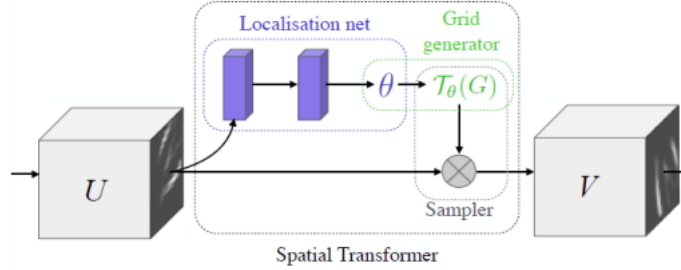 Localisation net
Grid
generator
θ
𝒯θ(G)
U
V
Sampler
Spatial Transformer